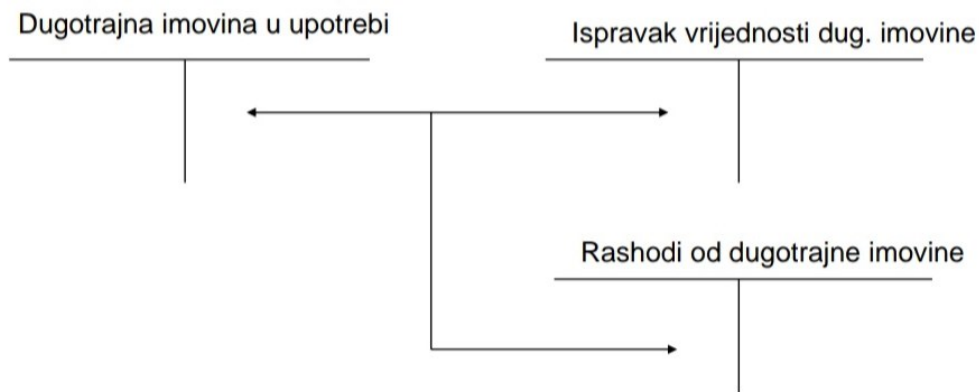 Dugotrajna imovina u upotrebi
Ispravak vrijednosti dug. imovine
Rashodi od dugotrajne imovine